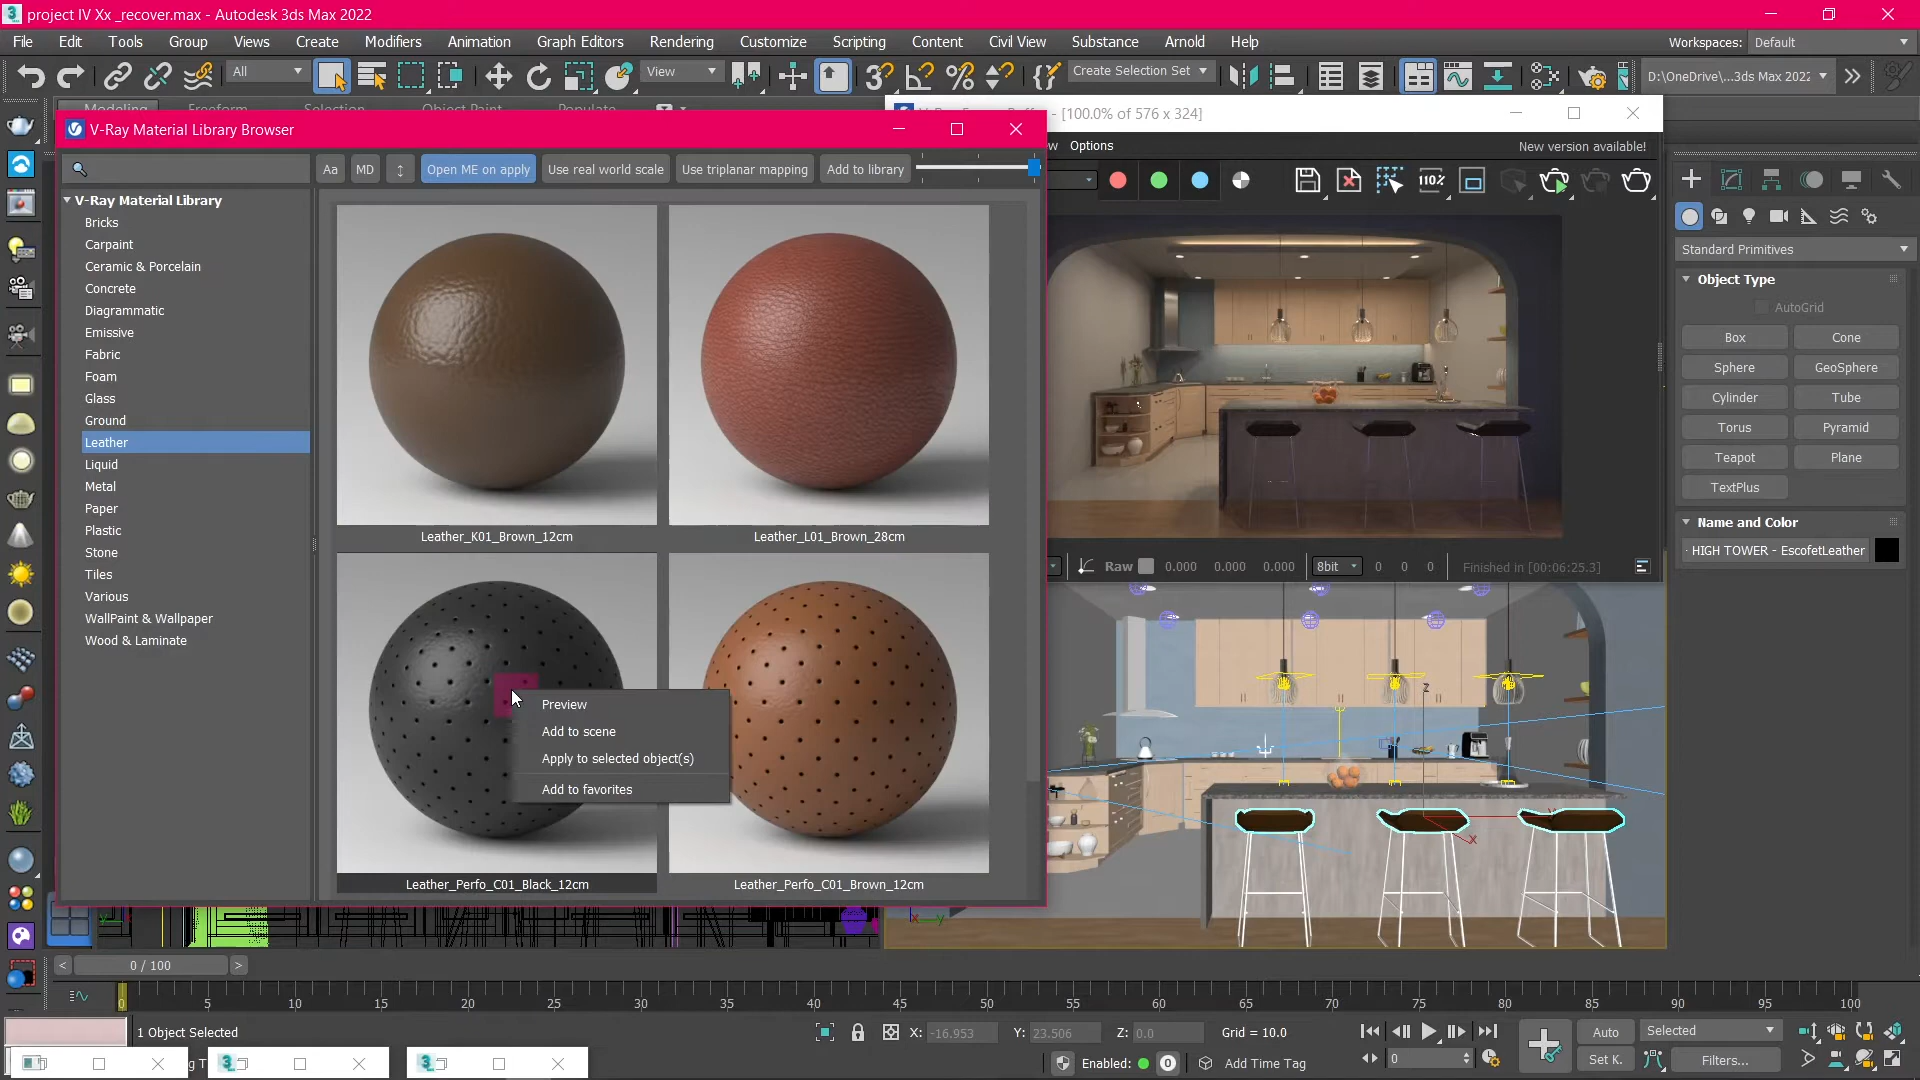 project IV Xx _recover.max - Autodesk 3ds Max 2022
File Edit Tools Group Views Create Modifiers Animation Graph Editors Rendering Customize Scripting Content Civil View Substance Arnold Help
Workspaces: Default
All
View
Create Selection Set
D:\OneDrive\...3ds Max 2022
Modeling Freeform Selection Object Paint Populate
- [100.0% of 576 x 324]
V-Ray Material Library Browser
Options
New version available!
Aa MD Open ME on apply Use real world scale Use triplanar mapping Add to library
V-Ray Material Library
Bricks
Carpaint
Ceramic & Porcelain
Concrete
Diagrammatic
Emissive
Fabric
Foam
Glass
Ground
Leather
Liquid
Metal
Paper
Plastic
Stone
Tiles
Various
WallPaint & Wallpaper
Wood & Laminate
Leather_K01_Brown_12cm
Leather_L01_Brown_28cm
Leather_Perfo_C01_Black_12cm
Leather_Perfo_C01_Brown_12cm
Preview
Add to scene
Apply to selected object(s)
Add to favorites
Raw 0.000 0.000 0.000 8bit 0 0 0 Finished in [00:06:25.3]
Standard Primitives
Object Type
AutoGrid
Box Cone
Sphere GeoSphere
Cylinder Tube
Torus Pyramid
Teapot Plane
TextPlus
Name and Color
HIGH TOWER - EscofetLeather
0 / 100
0 5 10 15 20 25 30 35 40 45 50 55 60 65 70 75 80 85 90 95 100
1 Object Selected
X: -16.953 Y: 23.506 Z: 0.0 Grid = 10.0
Enabled: 0 Add Time Tag
Auto Selected
0 Set K. Filters...